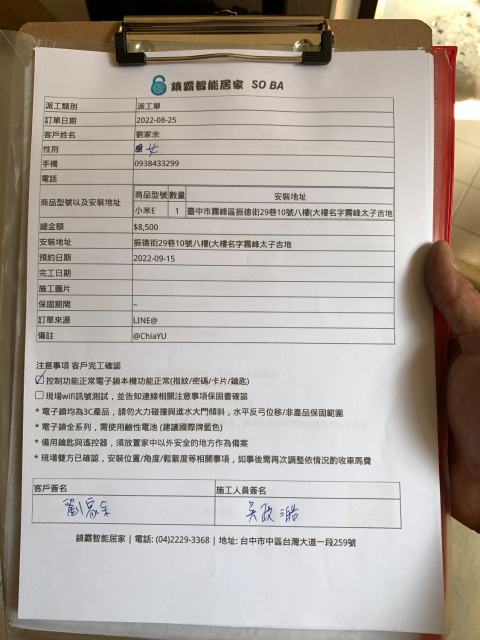 鎖霸智能居家 SO BA
派工類別 派工單
訂單日期 2022-08-25
客戶姓名 劉家余
性別 女
手機 0938433299
電話
商品型號以及安裝地址 商品型號 數量 安裝地址
小米E 1 臺中市霧峰區振德街29巷10號八樓(大樓名字霧峰太子吉地
總金額 $8,500
安裝地址 振德街29巷10號八樓(大樓名字霧峰太子吉地
預約日期 2022-09-15
完工日期
施工圖片
保固期間 ~
訂單來源 LINE@
備註 @ChiaYU
注意事項 客戶完工確認
控制功能正常電子鎖本機功能正常(指紋/密碼/卡片/鑰匙)
現場wifi訊號測試，並告知連線相關注意事項保固書確認
* 電子鎖均為3C產品，請勿大力碰撞與進水大門傾斜，水平反弓位移/非產品保固範圍
* 電子鎖全系列，需使用鹼性電池 (建議國際牌藍色)
* 備用鑰匙與遙控器，須放置家中以外安全的地方作為備案
* 現場雙方已確認，安裝位置/角度/鬆緊度等相關事項，如事後需再次調整依情況酌收車馬費
客戶簽名 施工人員簽名
劉家余 吳政
鎖霸智能居家 | 電話: (04)2229-3368 | 地址: 台中市中區台灣大道一段259號